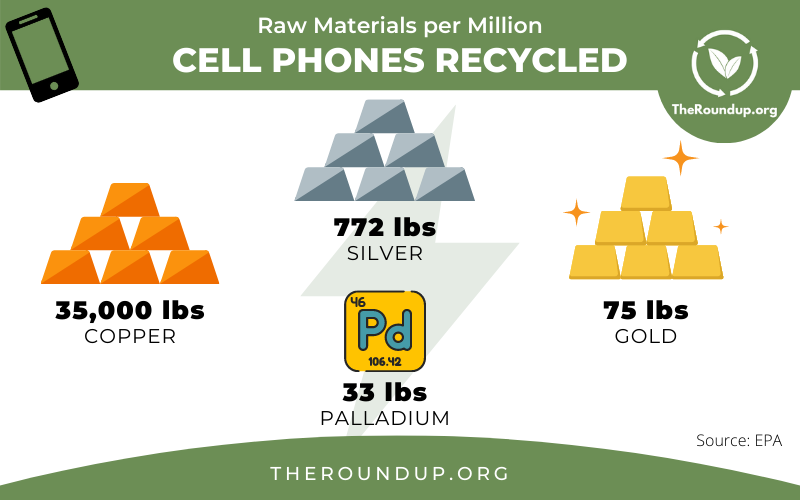 Raw Materials per Million
CELL PHONES RECYCLED
TheRoundup.org
772 lbs
SILVER
35,000 lbs
COPPER
75 lbs
GOLD
46
Pd
106.42
33 lbs
PALLADIUM
Source: EPA
THEROUNDUP.ORG